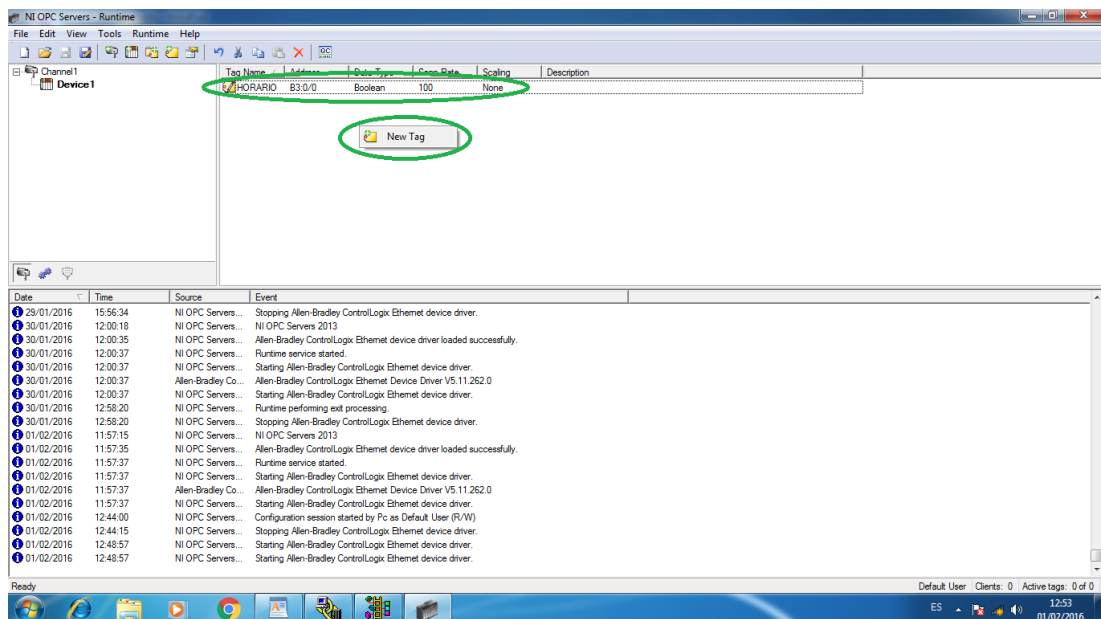 NI OPC Servers - Runtime
File Edit View Tools Runtime Help
Channel1
Device1
Tag Name Address Data Type Scan Rate Scaling Description
HORARIO B3:0/0 Boolean 100 None
New Tag
Date Time Source Event
29/01/2016 15:56:34 NI OPC Servers... Stopping Allen-Bradley ControlLogix Ethernet device driver.
30/01/2016 12:00:18 NI OPC Servers... NI OPC Servers 2013
30/01/2016 12:00:35 NI OPC Servers... Allen-Bradley ControlLogix Ethernet device driver loaded successfully.
30/01/2016 12:00:37 NI OPC Servers... Runtime service started.
30/01/2016 12:00:37 NI OPC Servers... Starting Allen-Bradley ControlLogix Ethernet device driver.
30/01/2016 12:00:37 Allen-Bradley Co... Allen-Bradley ControlLogix Ethernet Device Driver V5.11.262.0
30/01/2016 12:00:37 NI OPC Servers... Starting Allen-Bradley ControlLogix Ethernet device driver.
30/01/2016 12:58:20 NI OPC Servers... Runtime performing exit processing.
30/01/2016 12:58:20 NI OPC Servers... Stopping Allen-Bradley ControlLogix Ethernet device driver.
01/02/2016 11:57:15 NI OPC Servers... NI OPC Servers 2013
01/02/2016 11:57:35 NI OPC Servers... Allen-Bradley ControlLogix Ethernet device driver loaded successfully.
01/02/2016 11:57:37 NI OPC Servers... Runtime service started.
01/02/2016 11:57:37 NI OPC Servers... Starting Allen-Bradley ControlLogix Ethernet device driver.
01/02/2016 11:57:37 Allen-Bradley Co... Allen-Bradley ControlLogix Ethernet Device Driver V5.11.262.0
01/02/2016 11:57:37 NI OPC Servers... Starting Allen-Bradley ControlLogix Ethernet device driver.
01/02/2016 12:44:00 NI OPC Servers... Configuration session started by Pc as Default User (R/W)
01/02/2016 12:44:15 NI OPC Servers... Stopping Allen-Bradley ControlLogix Ethernet device driver.
01/02/2016 12:48:57 NI OPC Servers... Starting Allen-Bradley ControlLogix Ethernet device driver.
01/02/2016 12:48:57 NI OPC Servers... Starting Allen-Bradley ControlLogix Ethernet device driver.
Ready Default User Clients: 0 Active tags: 0 of 0
ES 12:53
01/02/2016